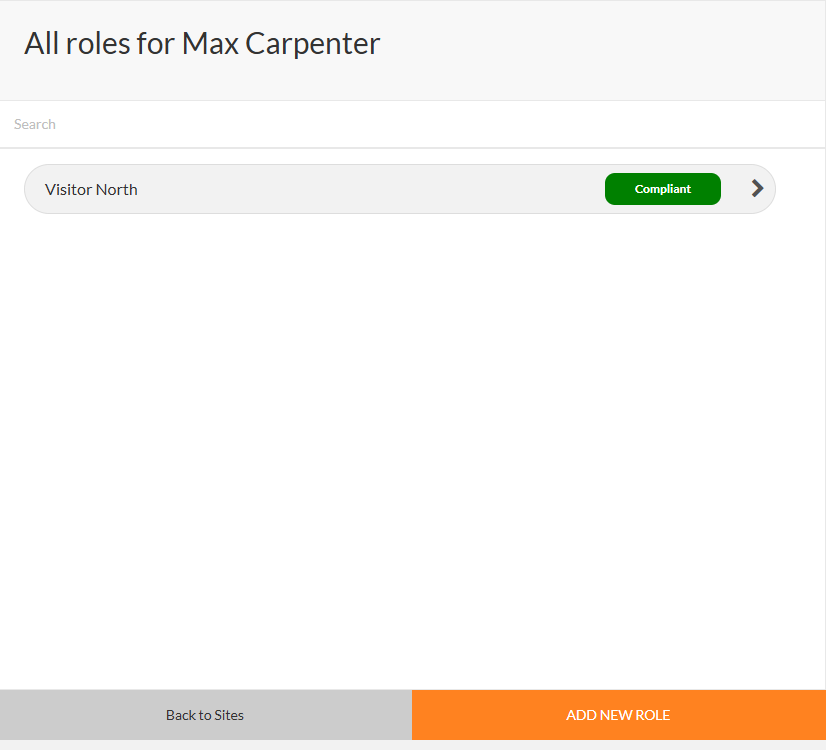 All roles for Max Carpenter
Search
Visitor North
Compliant
Back to Sites
ADD NEW ROLE